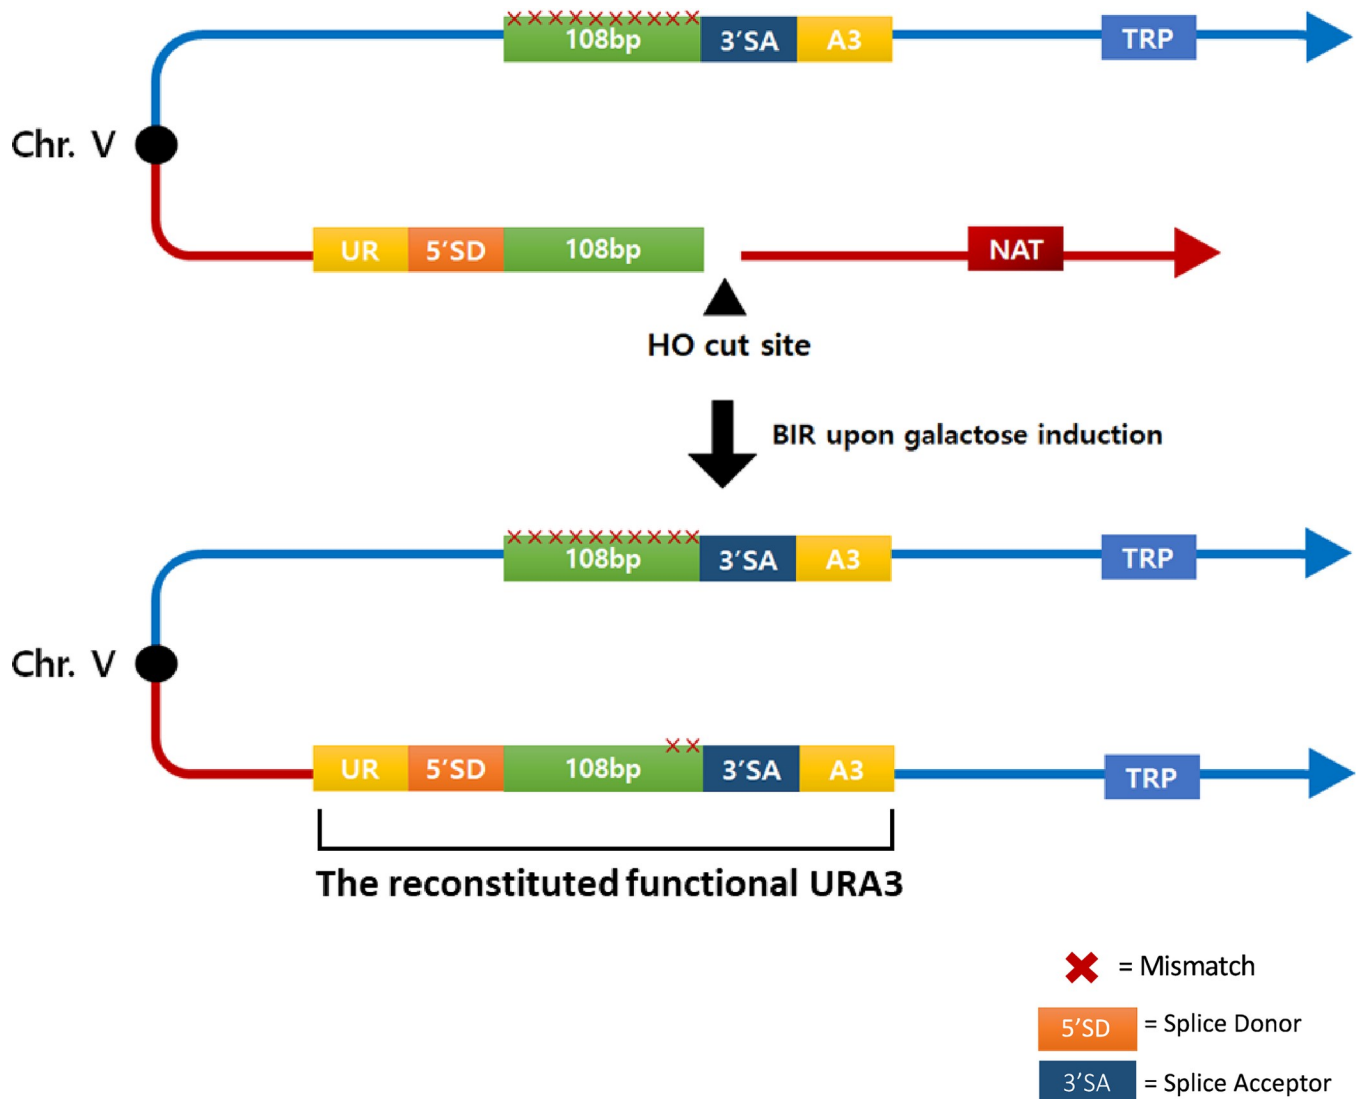 108bp 3'SA A3 TRP
Chr. V
UR 5'SD 108bp NAT
HO cut site
BIR upon galactose induction
108bp 3'SA A3 TRP
Chr. V
UR 5'SD 108bp 3'SA A3 TRP
The reconstituted functional URA3
= Mismatch
5'SD = Splice Donor
3'SA = Splice Acceptor